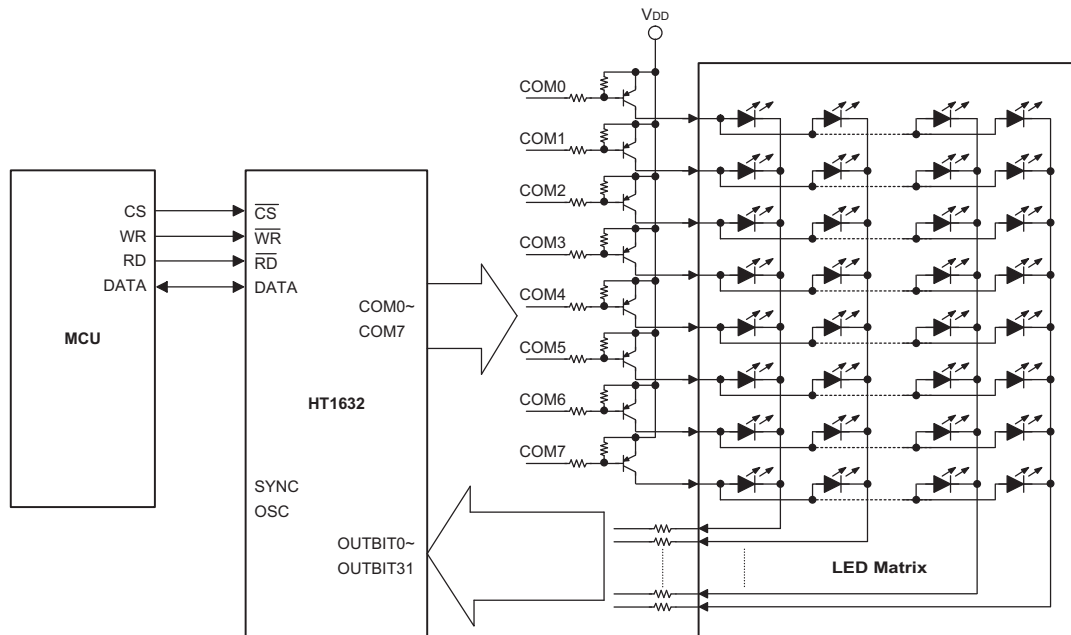 VDD
COM0
COM1
COM2
COM3
COM4
COM5
COM6
COM7
CS
WR
RD
DATA
MCU
CS
WR
RD
DATA
COM0~
COM7
HT1632
SYNC
OSC
OUTBIT0~
OUTBIT31
LED Matrix